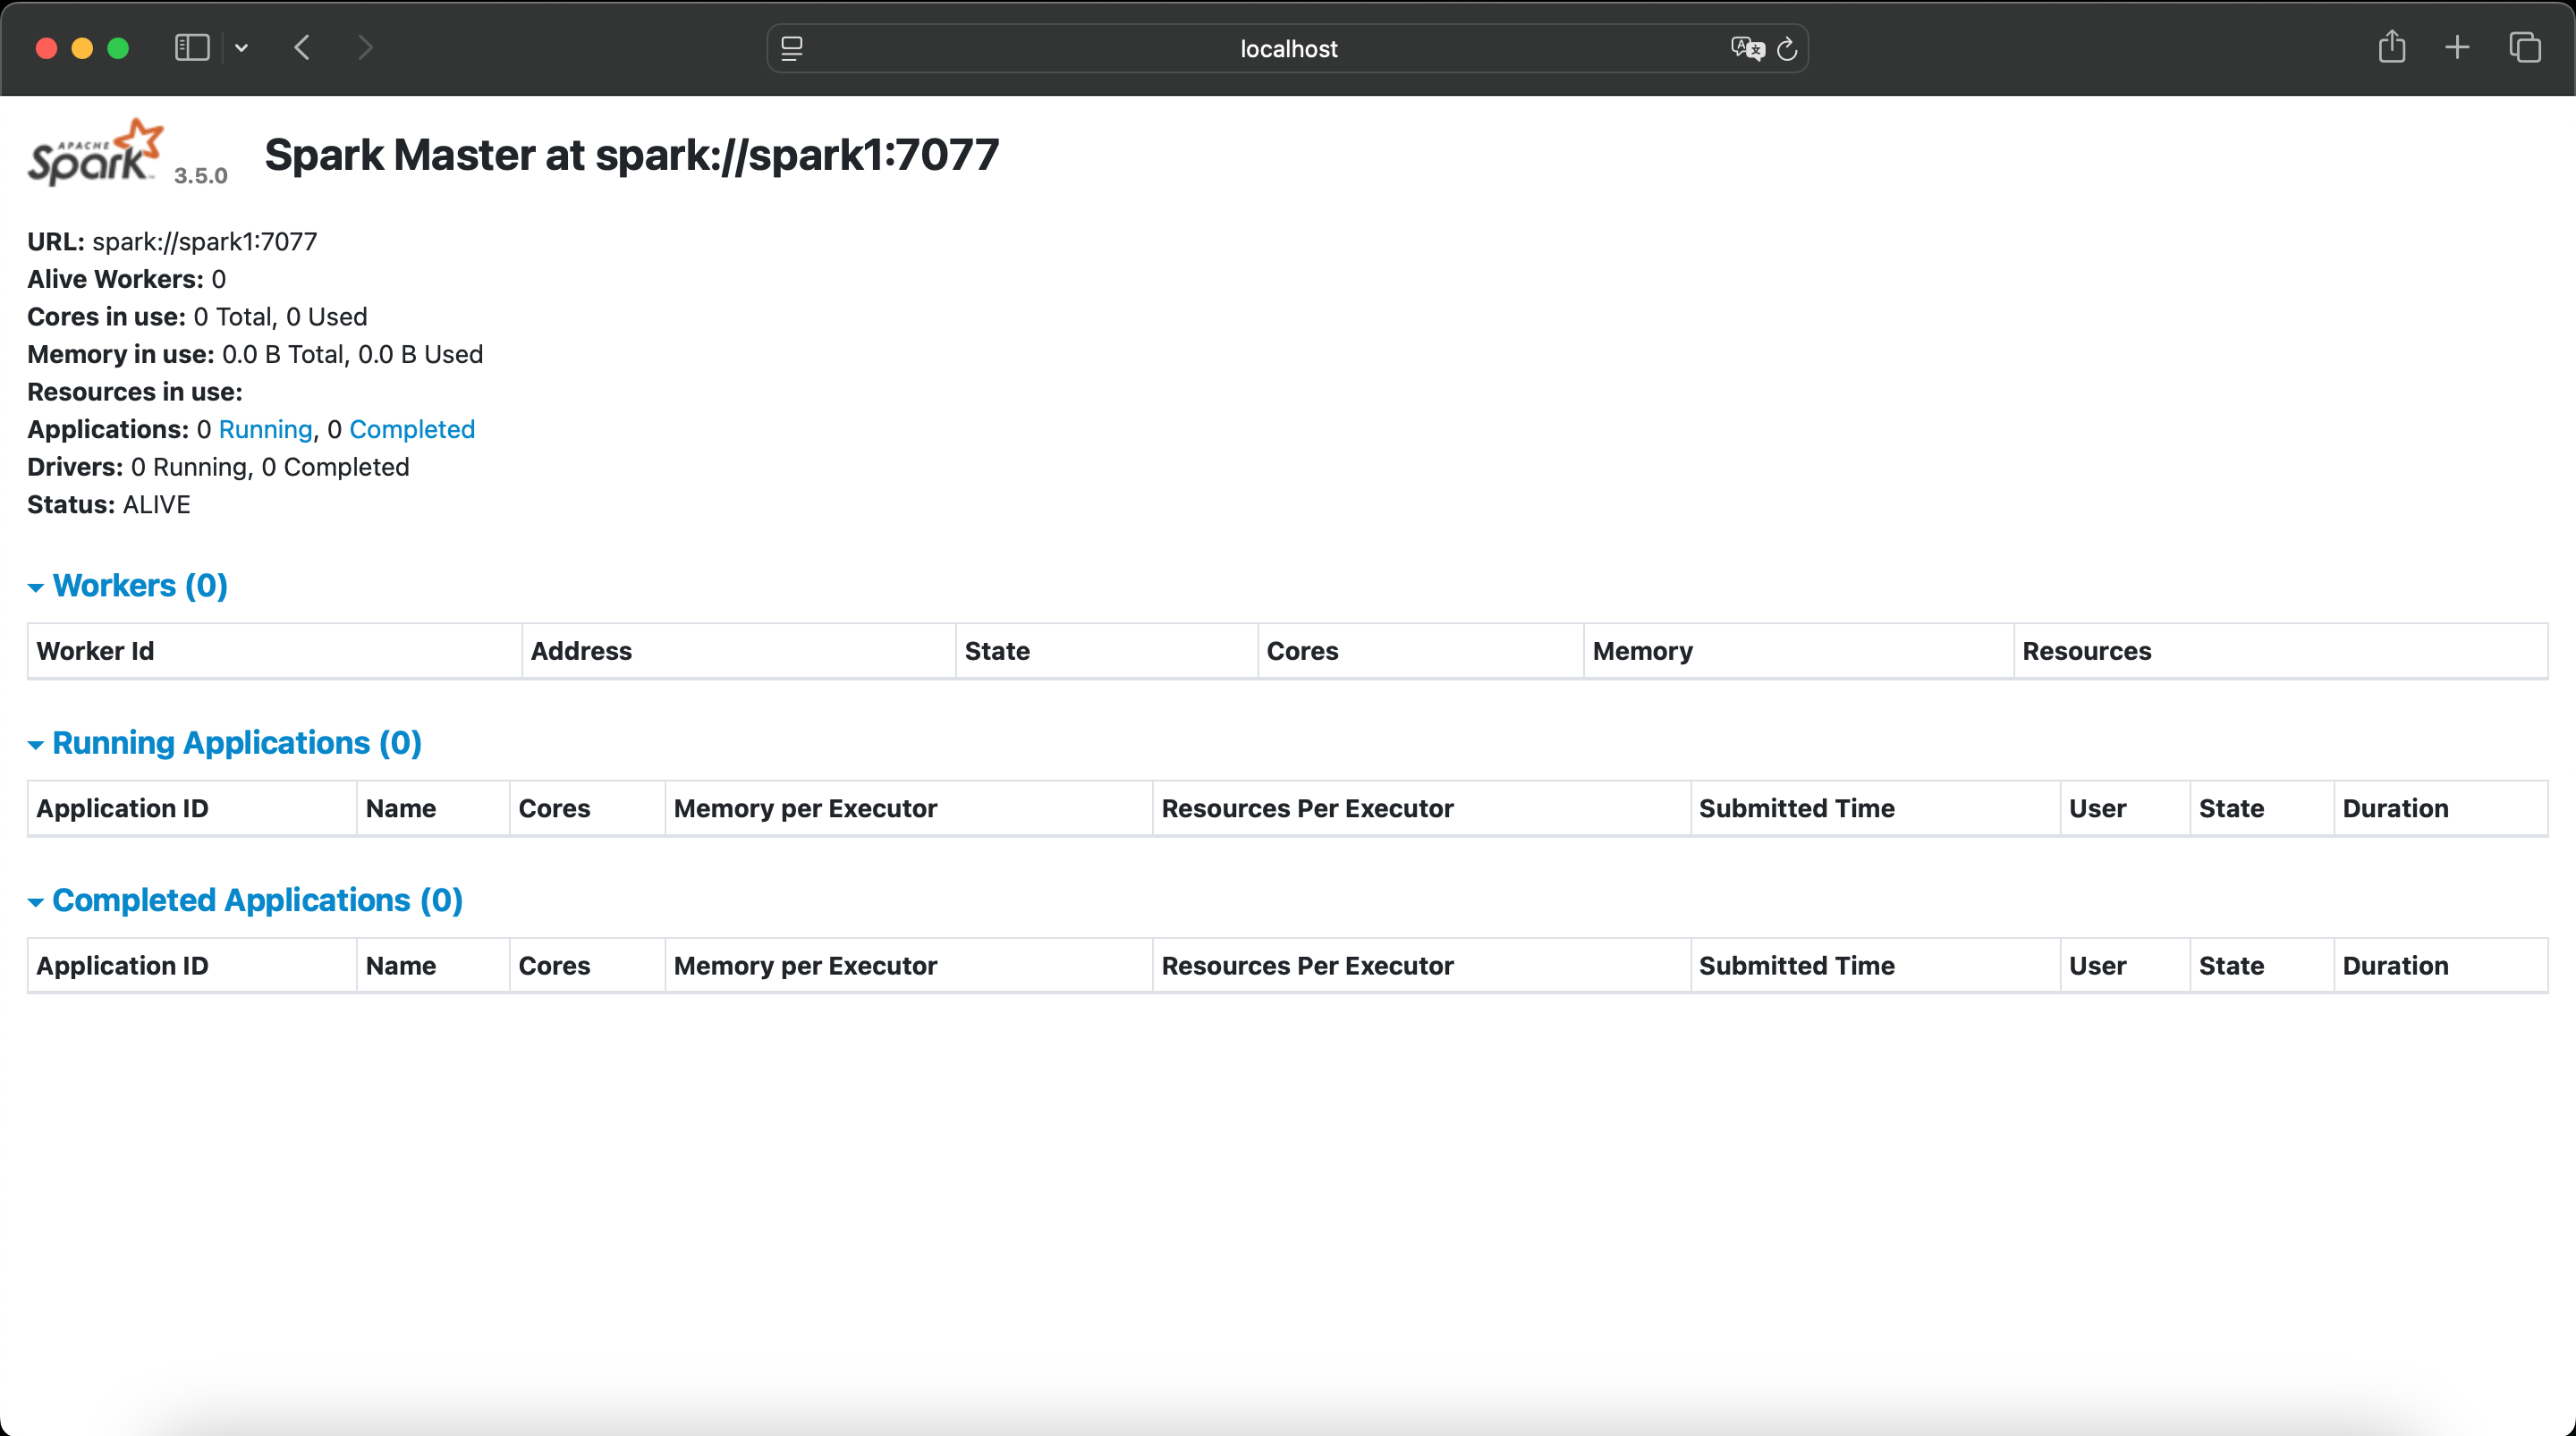 localhost
APACHE Spark 3.5.0 Spark Master at spark://spark1:7077
URL: spark://spark1:7077
Alive Workers: 0
Cores in use: 0 Total, 0 Used
Memory in use: 0.0 B Total, 0.0 B Used
Resources in use:
Applications: 0 Running, 0 Completed
Drivers: 0 Running, 0 Completed
Status: ALIVE
Workers (0)
Worker Id Address State Cores Memory Resources
Running Applications (0)
Application ID Name Cores Memory per Executor Resources Per Executor Submitted Time User State Duration
Completed Applications (0)
Application ID Name Cores Memory per Executor Resources Per Executor Submitted Time User State Duration